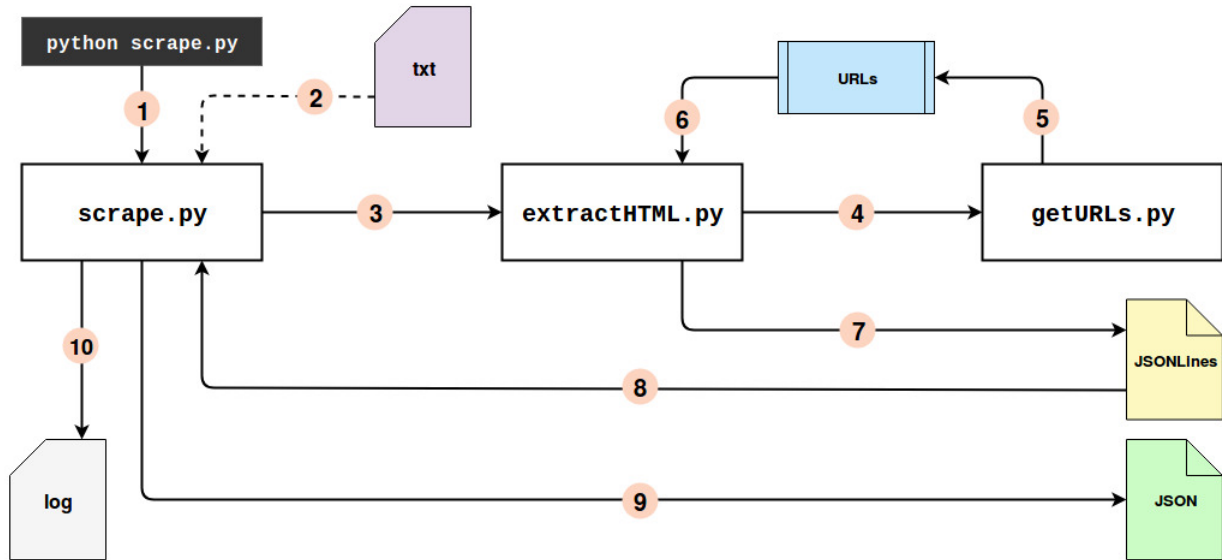 python scrape.py
txt
URLs
1
2
6
5
scrape.py
3
extractHTML.py
4
getURLs.py
10
7
JSONLines
8
log
9
JSON